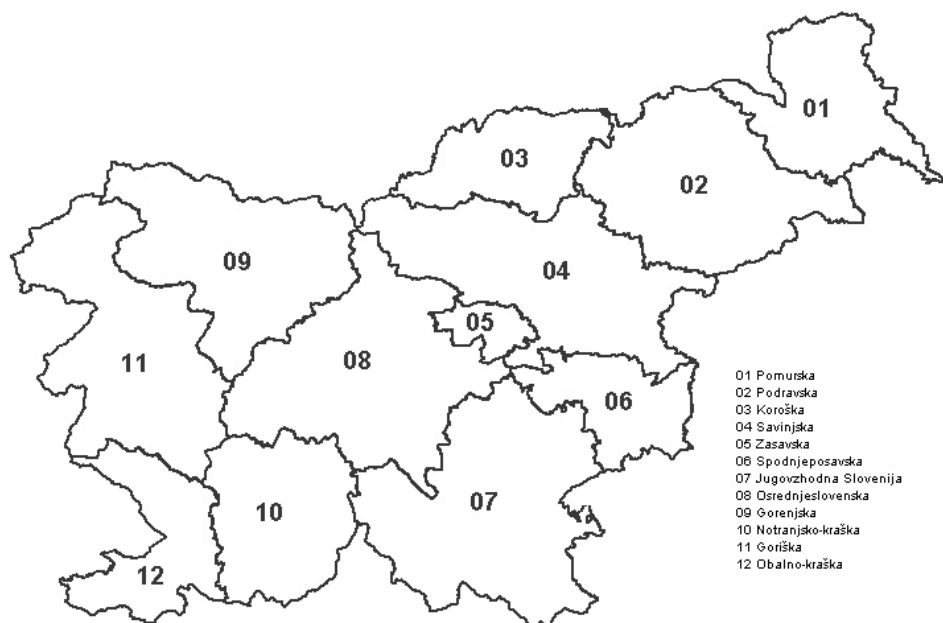 01
03
02
09
04
05
11
08
06
10
07
12
01 Pomurska
02 Podravska
03 Koroška
04 Savinjska
05 Zasavska
06 Spodnjeposavska
07 Jugovzhodna Slovenija
08 Osrednjeslovenska
09 Gorenjska
10 Notranjsko-kraška
11 Goriška
12 Obalno-kraška